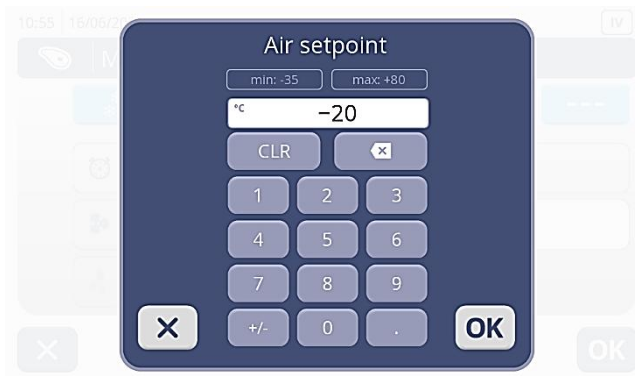 10:55 16/06/20
IV
M
Air setpoint
min: -35 max: +80
°C −20
CLR
1 2 3
4 5 6
7 8 9
+/- 0 .
OK
OK